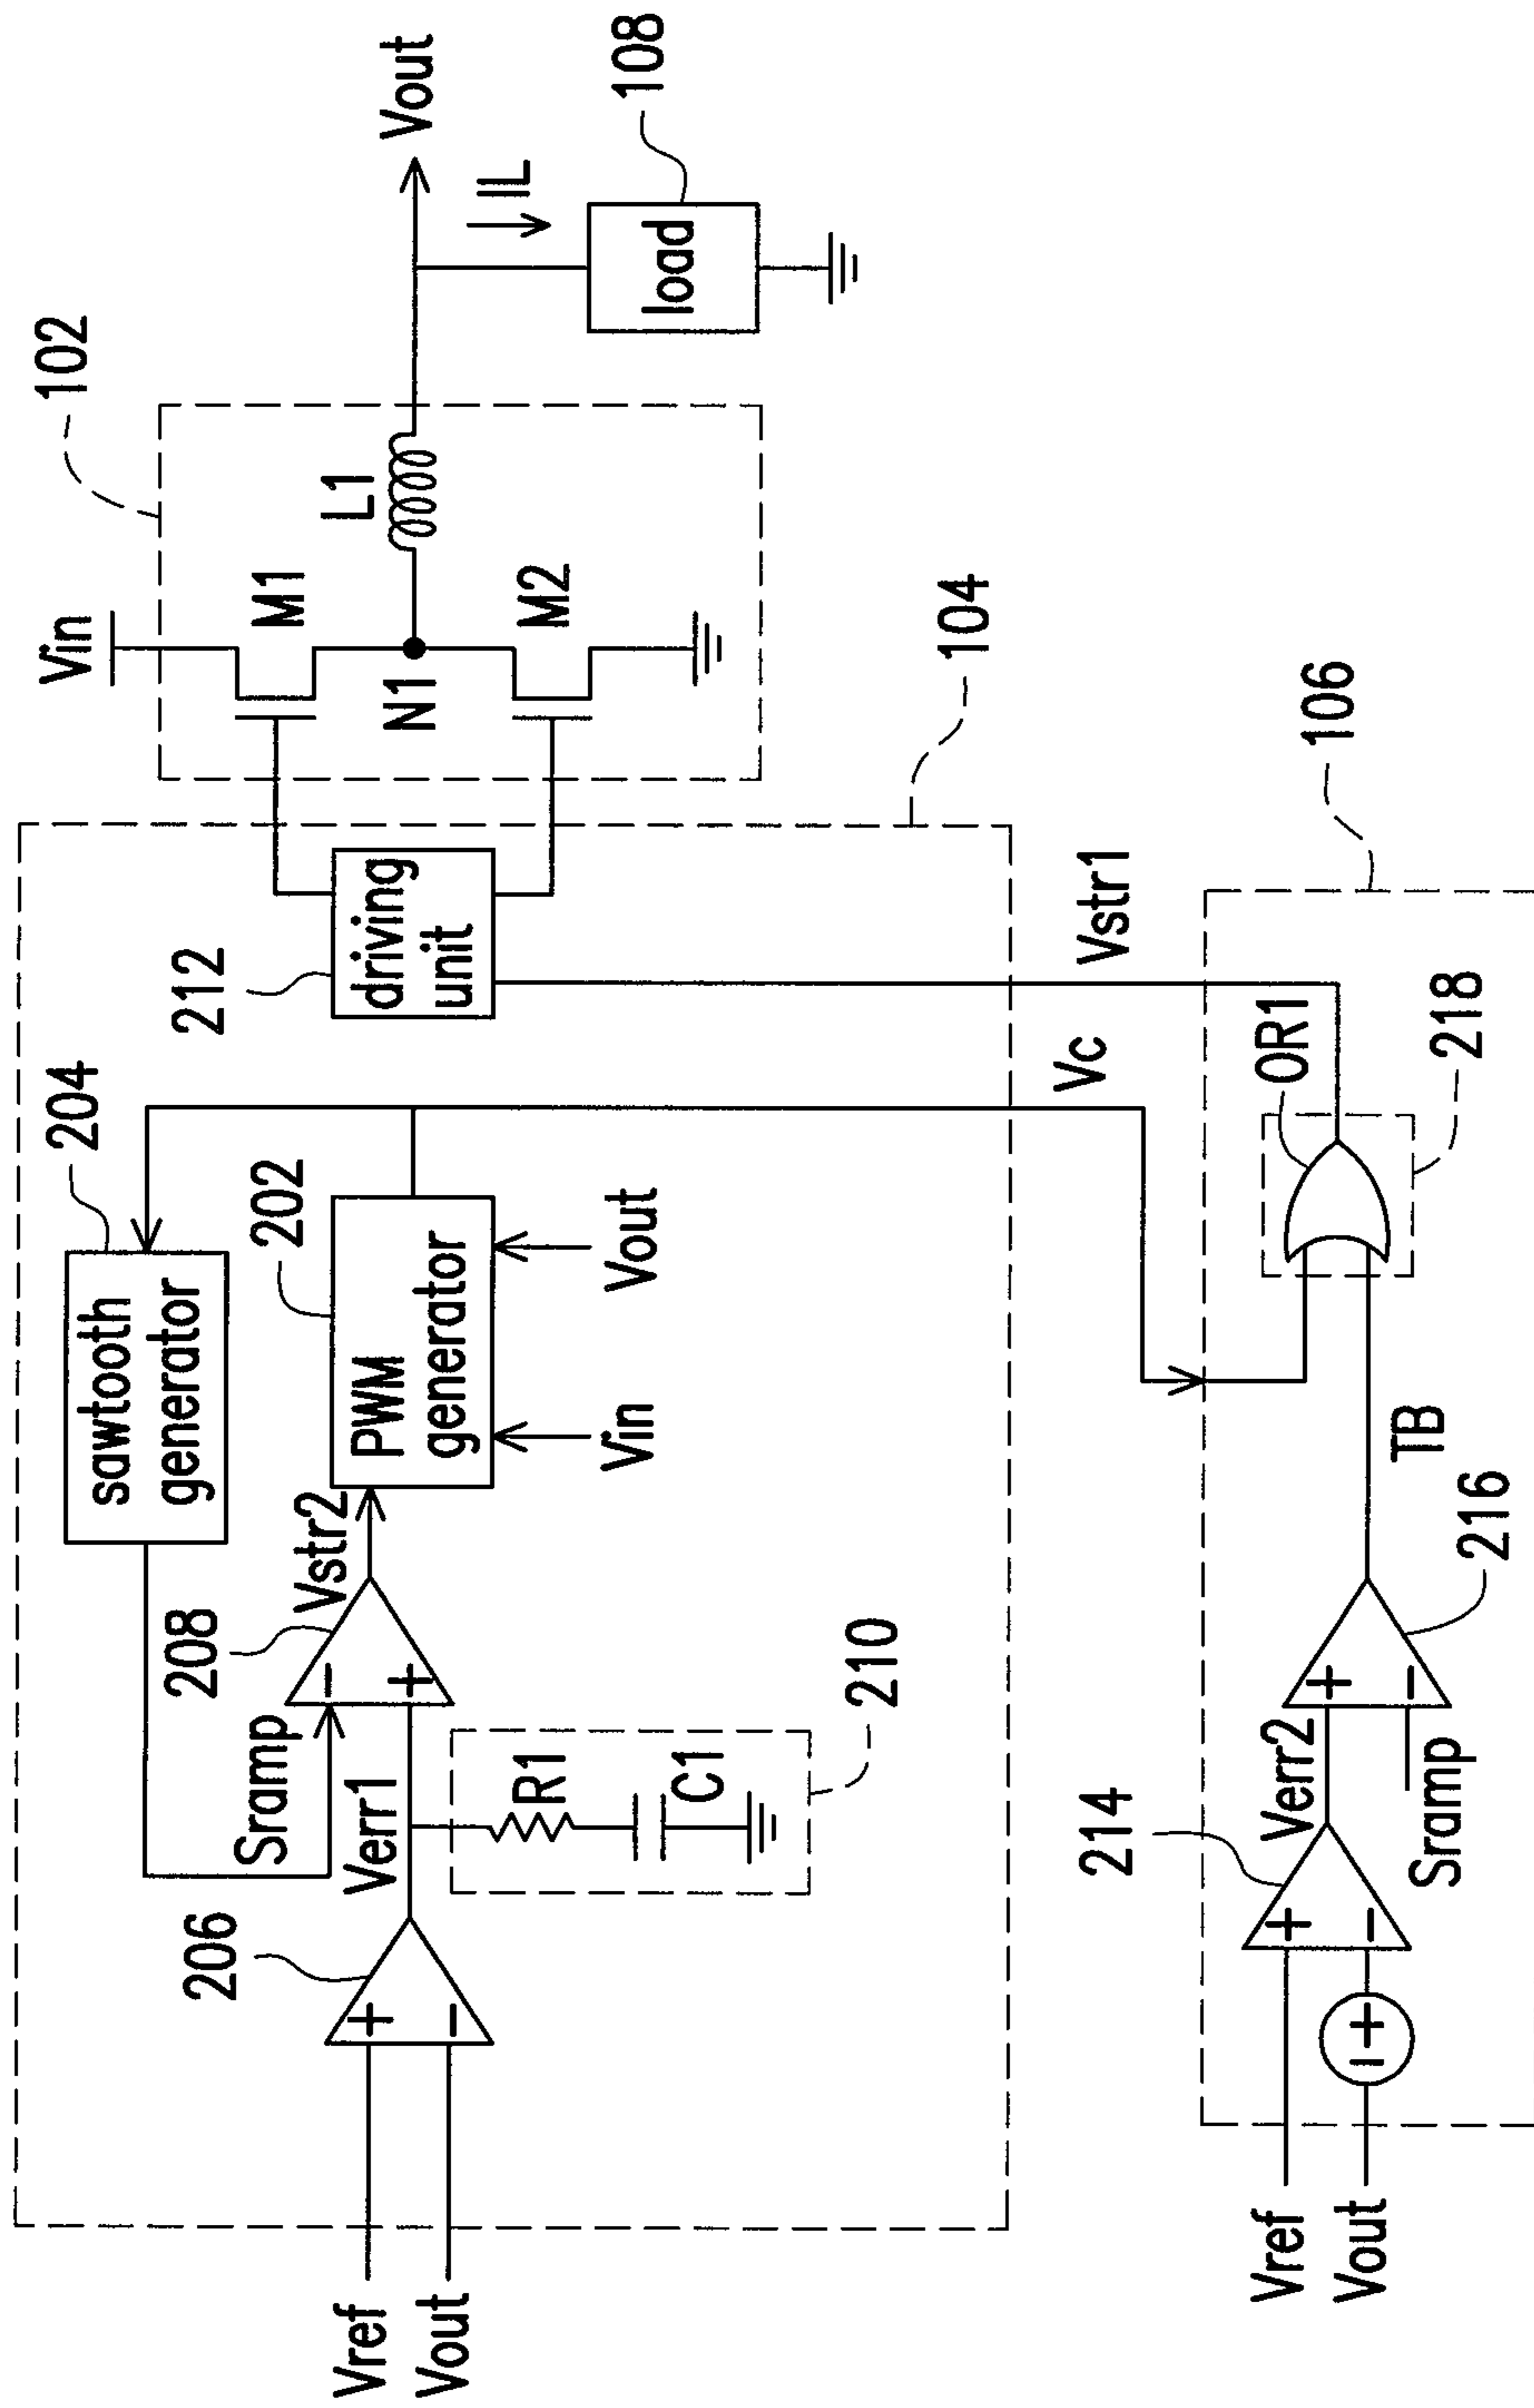 102
Vin
M1
L1
Vout
N1
M2
IL
load
108
204
sawtooth
generator
212
driving
unit
104
208
Vstr2
202
PWM
generator
Sramp
-
+
206
Verr1
Vref
+
Vout
-
R1
C1
210
Vin
Vout
Vc
Vstr1
106
214
Verr2
216
TB
OR1
218
Vref
+
+
Vout
- +
-
-
Sramp